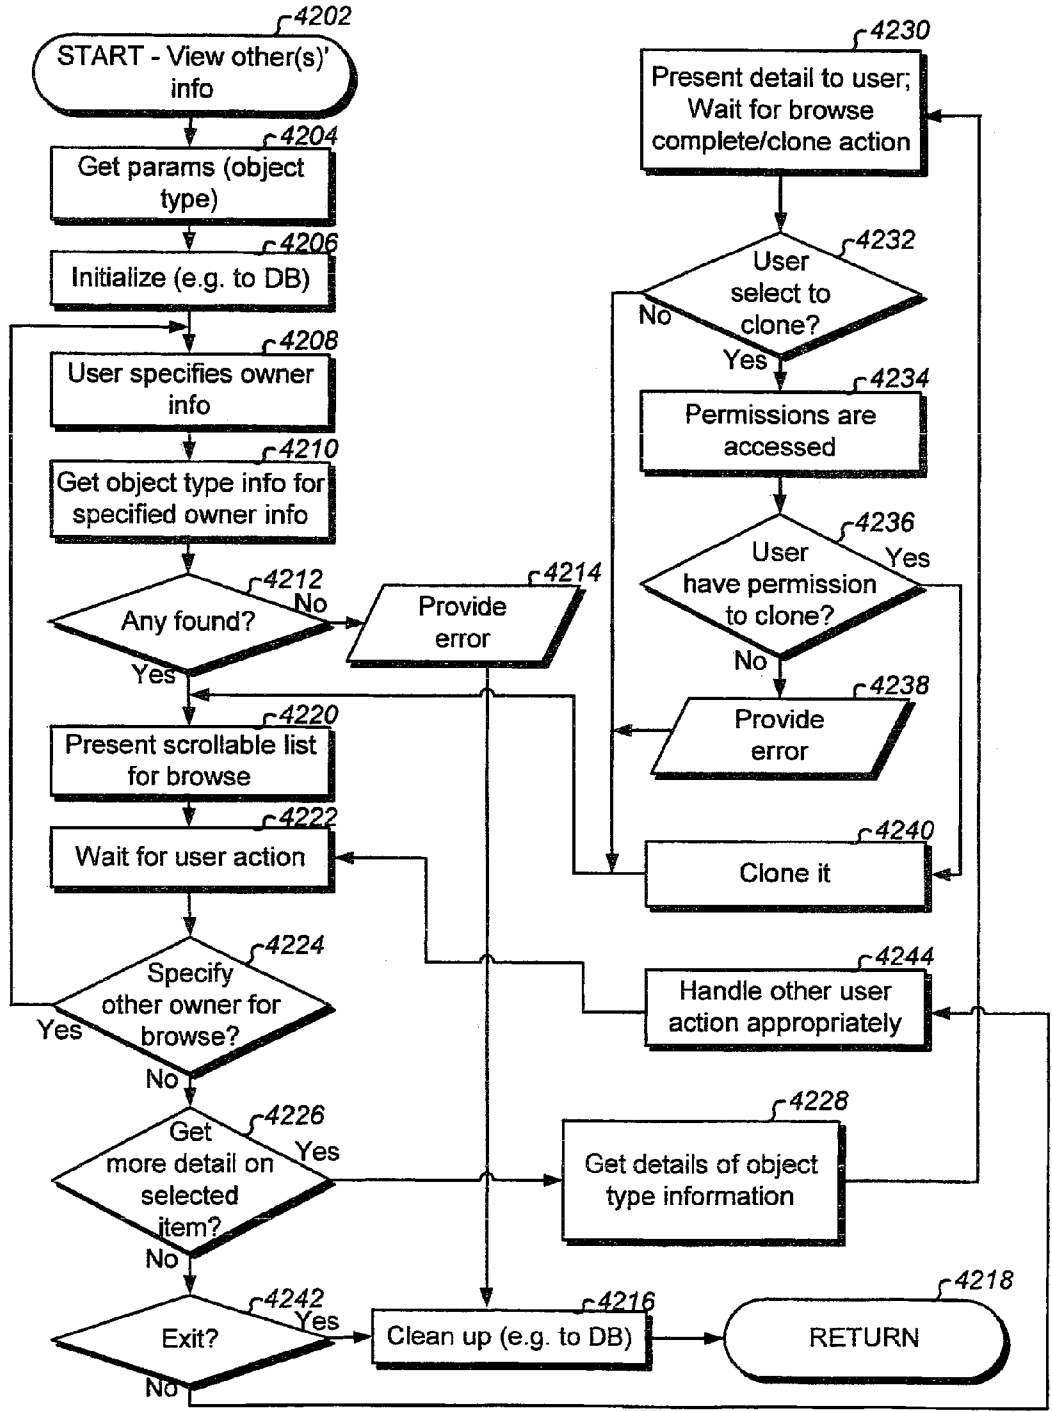 4202
START - View other(s)'
info
4204
Get params (object
type)
4206
Initialize (e.g. to DB)
4208
User specifies owner
info
4210
Get object type info for
specified owner info
4212
Any found?
No
Yes
4214
Provide
error
4220
Present scrollable list
for browse
4222
Wait for user action
4224
Specify
other owner for
browse?
Yes
No
4226
Get
more detail on
selected
item?
Yes
No
4242
Exit?
Yes
No
4216
Clean up (e.g. to DB)
4218
RETURN
4228
Get details of object
type information
4230
Present detail to user;
Wait for browse
complete/clone action
4232
User
select to
clone?
No
Yes
4234
Permissions are
accessed
4236
User
have permission
to clone?
Yes
No
4238
Provide
error
4240
Clone it
4244
Handle other user
action appropriately